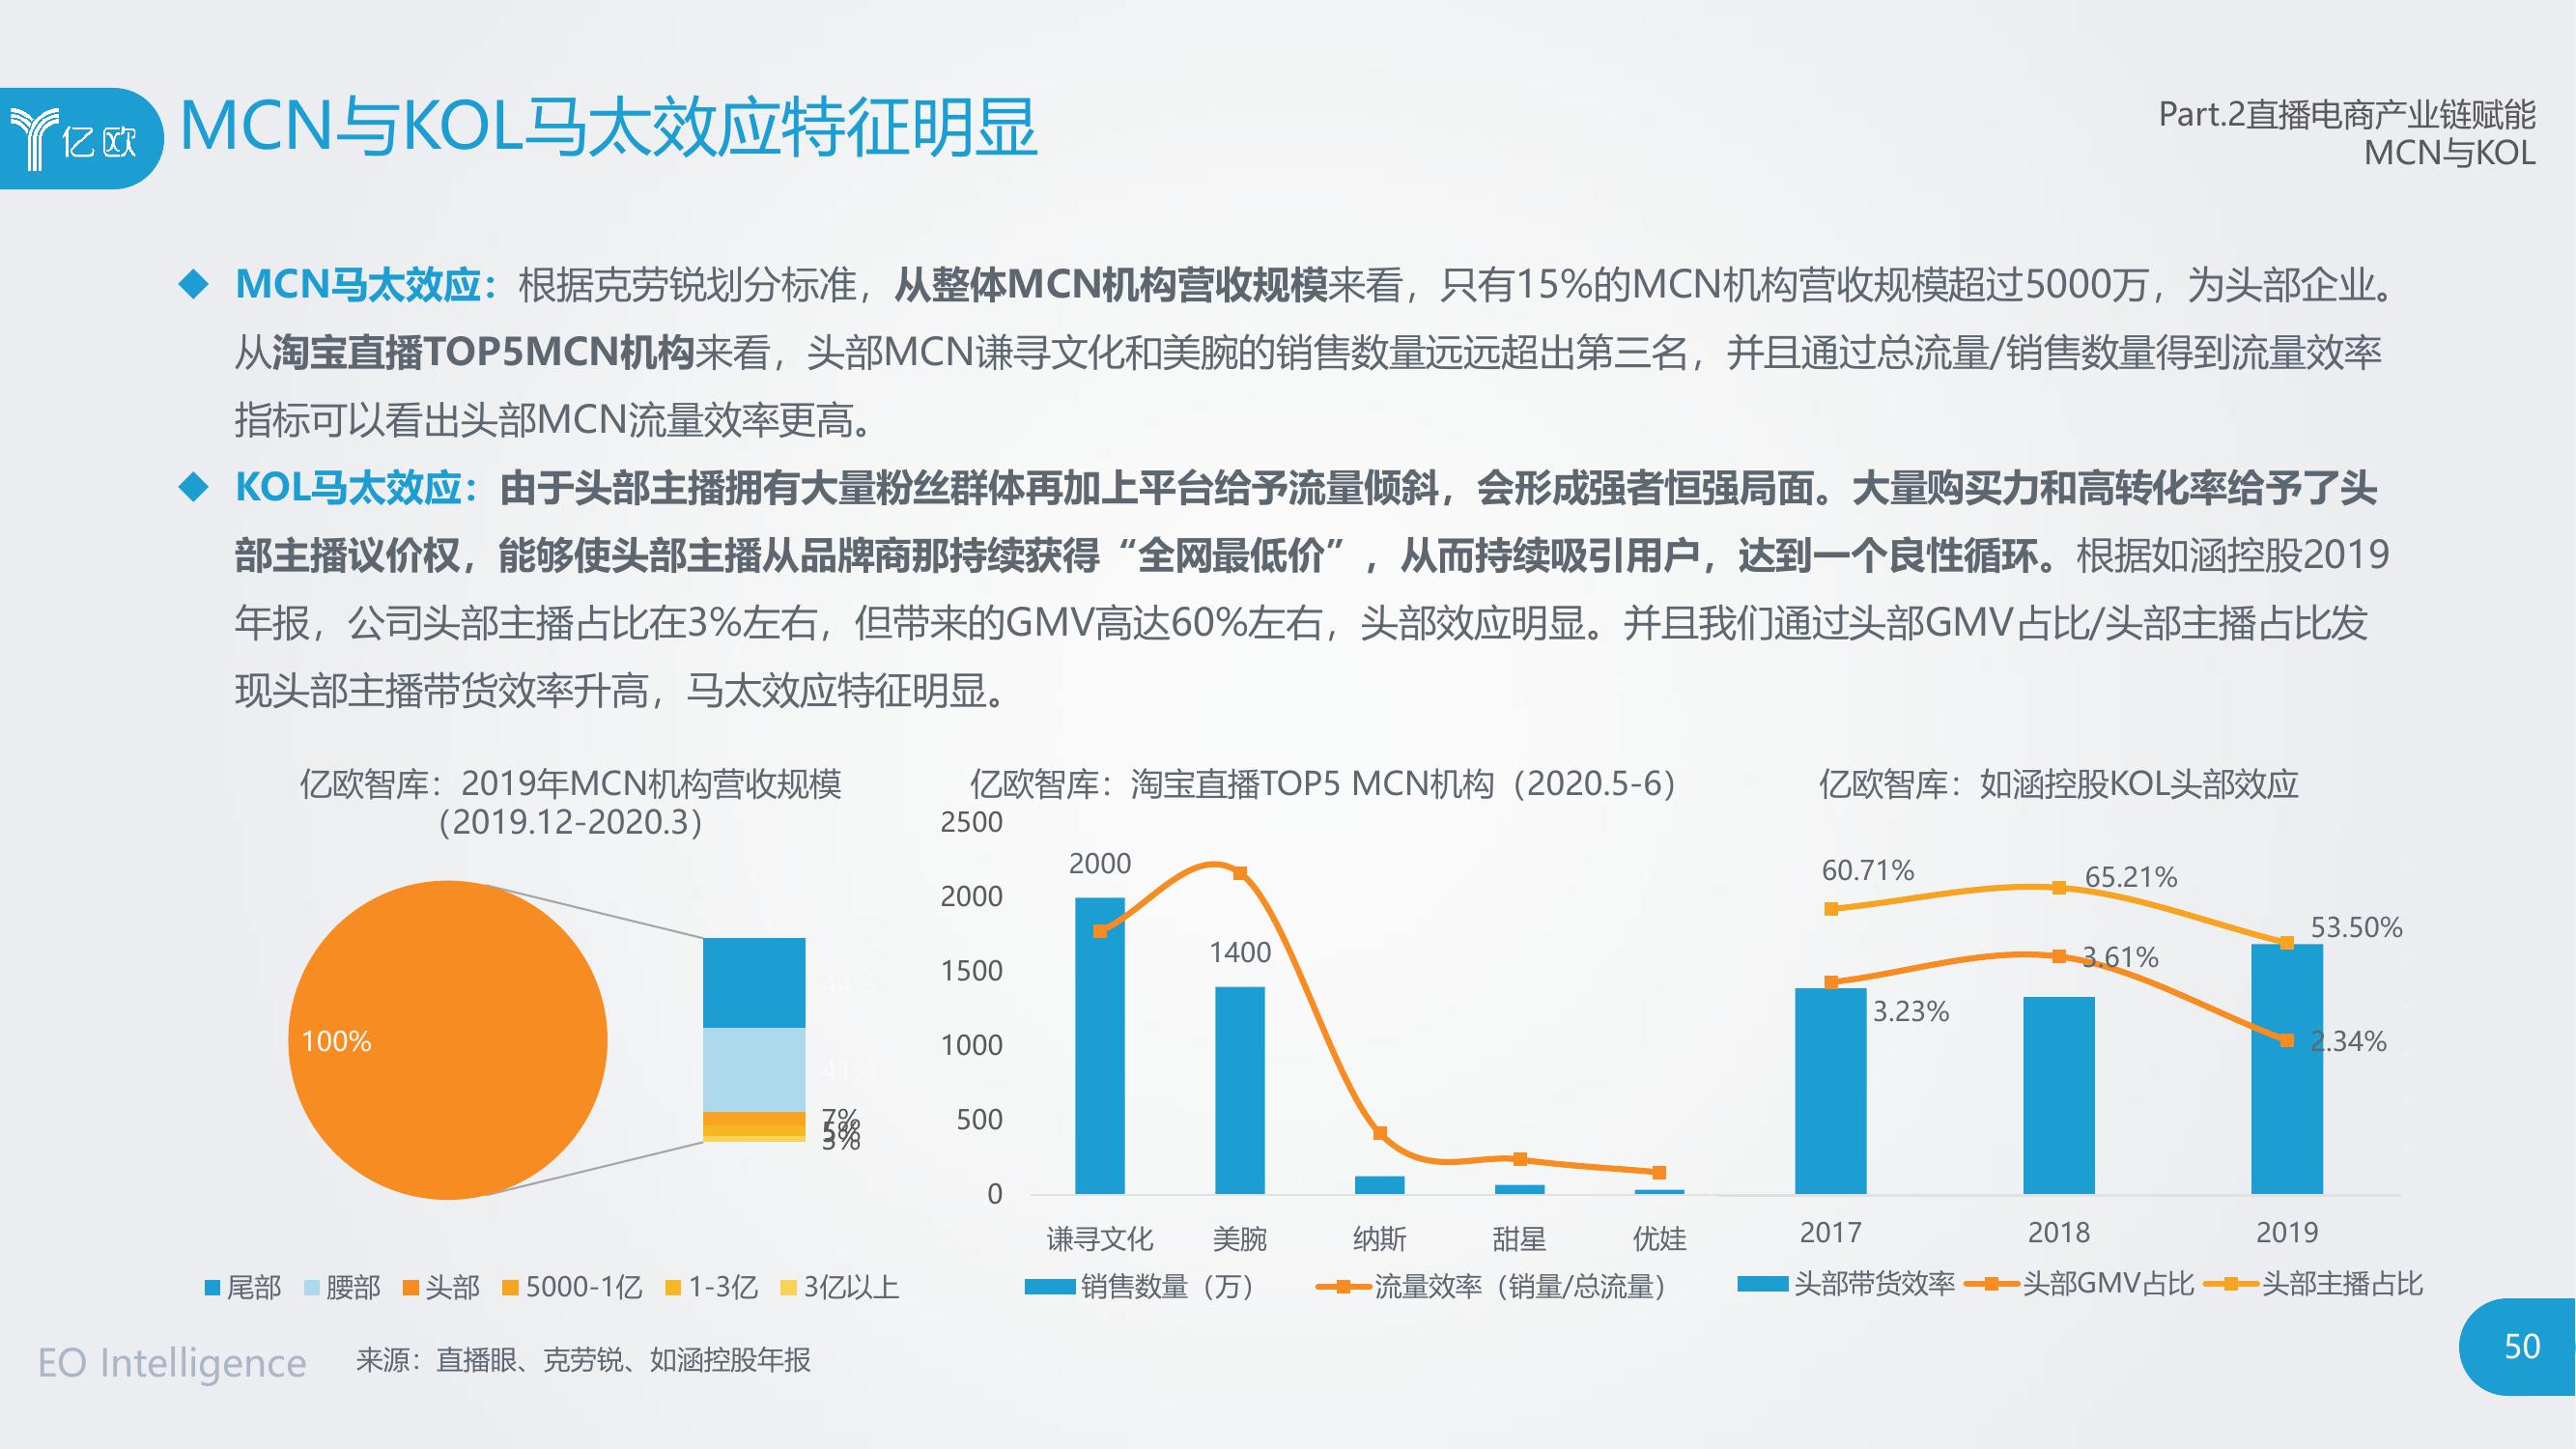 亿欧
MCN与KOL马太效应特征明显
Part.2直播电商产业链赋能
MCN与KOL
MCN马太效应：根据克劳锐划分标准，从整体MCN机构营收规模来看，只有15%的MCN机构营收规模超过5000万，为头部企业。
从淘宝直播TOP5MCN机构来看，头部MCN谦寻文化和美腕的销售数量远远超出第三名，并且通过总流量/销售数量得到流量效率
指标可以看出头部MCN流量效率更高。
KOL马太效应：由于头部主播拥有大量粉丝群体再加上平台给予流量倾斜，会形成强者恒强局面。大量购买力和高转化率给予了头
部主播议价权，能够使头部主播从品牌商那持续获得“全网最低价”，从而持续吸引用户，达到一个良性循环。根据如涵控股2019
年报，公司头部主播占比在3%左右，但带来的GMV高达60%左右，头部效应明显。并且我们通过头部GMV占比/头部主播占比发
现头部主播带货效率升高，马太效应特征明显。
亿欧智库：2019年MCN机构营收规模
（2019.12-2020.3）
100%
44%
41%
7%
5%
3%
尾部 腰部 头部 5000-1亿 1-3亿 3亿以上
亿欧智库：淘宝直播TOP5 MCN机构（2020.5-6）
2500
2000
1500
1000
500
0
2000
1400
谦寻文化 美腕 纳斯 甜星 优娃
销售数量（万） 流量效率（销量/总流量）
亿欧智库：如涵控股KOL头部效应
60.71%
65.21%
53.50%
3.23%
3.61%
2.34%
2017 2018 2019
头部带货效率 头部GMV占比 头部主播占比
EO Intelligence
来源：直播眼、克劳锐、如涵控股年报
50